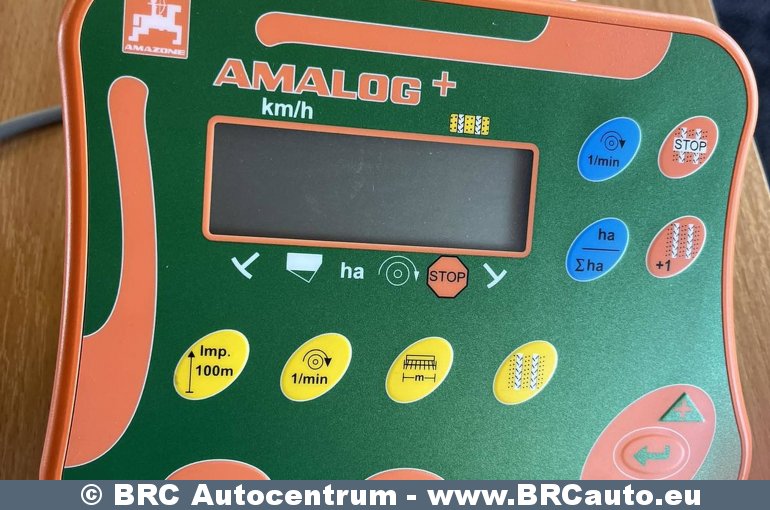 AMAZONE
AMALOG +
km/h
1/min
STOP
ha
STOP
ha
Σha
+1
Imp.
100m
1/min
m
© BRC Autocentrum - www.BRCauto.eu